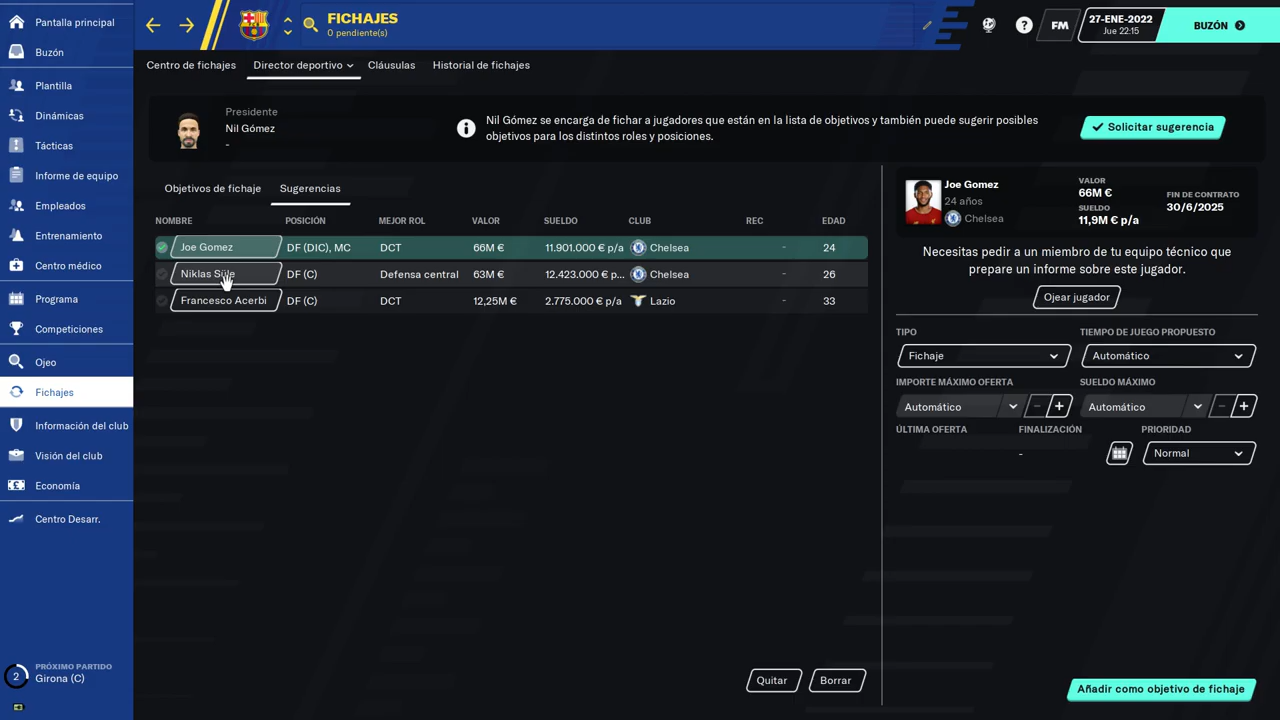 Pantalla principal
Buzón
Plantilla
Dinámicas
Tácticas
Informe de equipo
Empleados
Entrenamiento
Centro médico
Programa
Competiciones
Ojeo
Fichajes
Información del club
Visión del club
Economía
Centro Desarr.
2
PRÓXIMO PARTIDO
Girona (C)
FICHAJES
0 pendiente(s)
?
FM
27-ENE-2022
Jue 22:15
BUZÓN
Centro de fichajes
Director deportivo
Cláusulas
Historial de fichajes
Presidente
Nil Gómez
-
Nil Gómez se encarga de fichar a jugadores que están en la lista de objetivos y también puede sugerir posibles
objetivos para los distintos roles y posiciones.
Solicitar sugerencia
Objetivos de fichaje
Sugerencias
NOMBRE POSICIÓN MEJOR ROL VALOR SUELDO CLUB REC EDAD
Joe Gomez DF (DIC), MC DCT 66M € 11.901.000 € p/a Chelsea - 24
Niklas Süle DF (C) Defensa central 63M € 12.423.000 € p... Chelsea - 26
Francesco Acerbi DF (C) DCT 12,25M € 2.775.000 € p/a Lazio - 33
Quitar
Borrar
Joe Gomez
24 años
Chelsea
VALOR
66M €
SUELDO
11,9M € p/a
FIN DE CONTRATO
30/6/2025
Necesitas pedir a un miembro de tu equipo técnico que
prepare un informe sobre este jugador.
Ojear jugador
TIPO
Fichaje
TIEMPO DE JUEGO PROPUESTO
Automático
IMPORTE MÁXIMO OFERTA
Automático
SUELDO MÁXIMO
Automático
ÚLTIMA OFERTA
FINALIZACIÓN
-
PRIORIDAD
Normal
Añadir como objetivo de fichaje